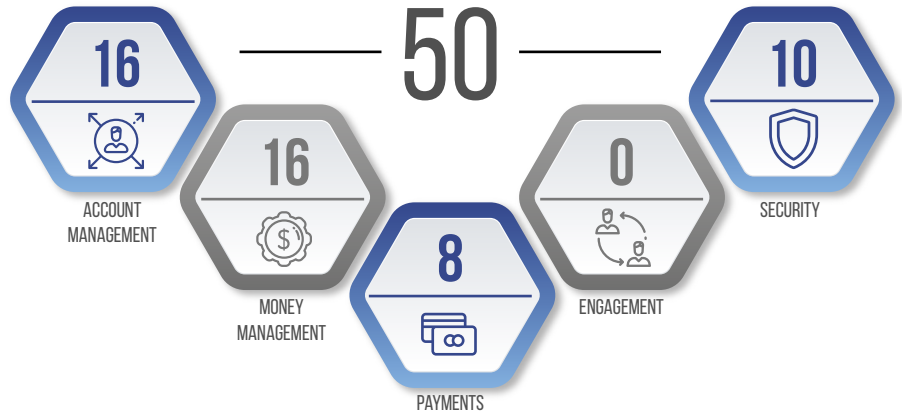 50
16
ACCOUNT
MANAGEMENT
16
$
MONEY
MANAGEMENT
8
PAYMENTS
0
ENGAGEMENT
10
SECURITY